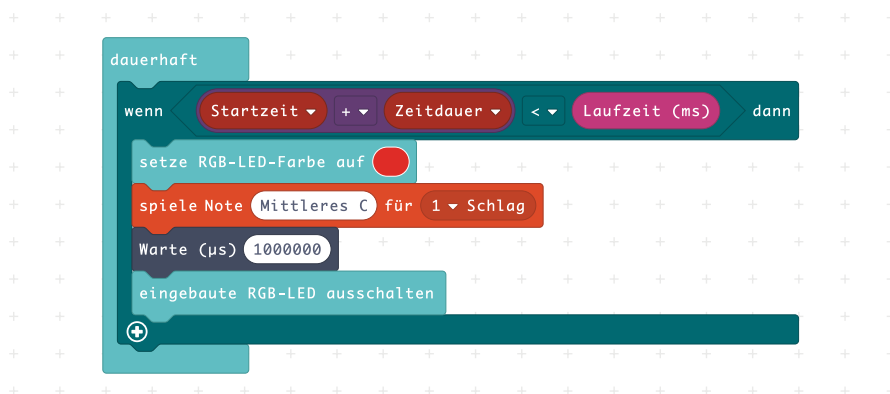 dauerhaft
wenn Startzeit + Zeitdauer < Laufzeit (ms) dann
setze RGB-LED-Farbe auf
spiele Note Mittleres C für 1 Schlag
Warte (µs) 1000000
eingebaute RGB-LED ausschalten